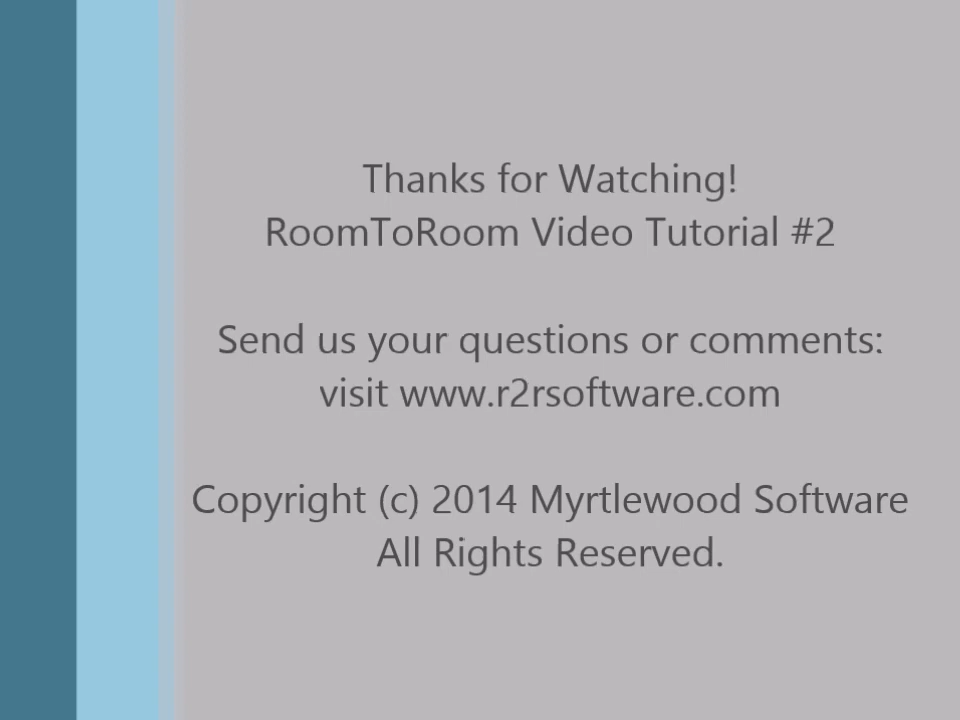 Thanks for Watching!
RoomToRoom Video Tutorial #2
Send us your questions or comments:
visit www.r2rsoftware.com
Copyright (c) 2014 Myrtlewood Software
All Rights Reserved.